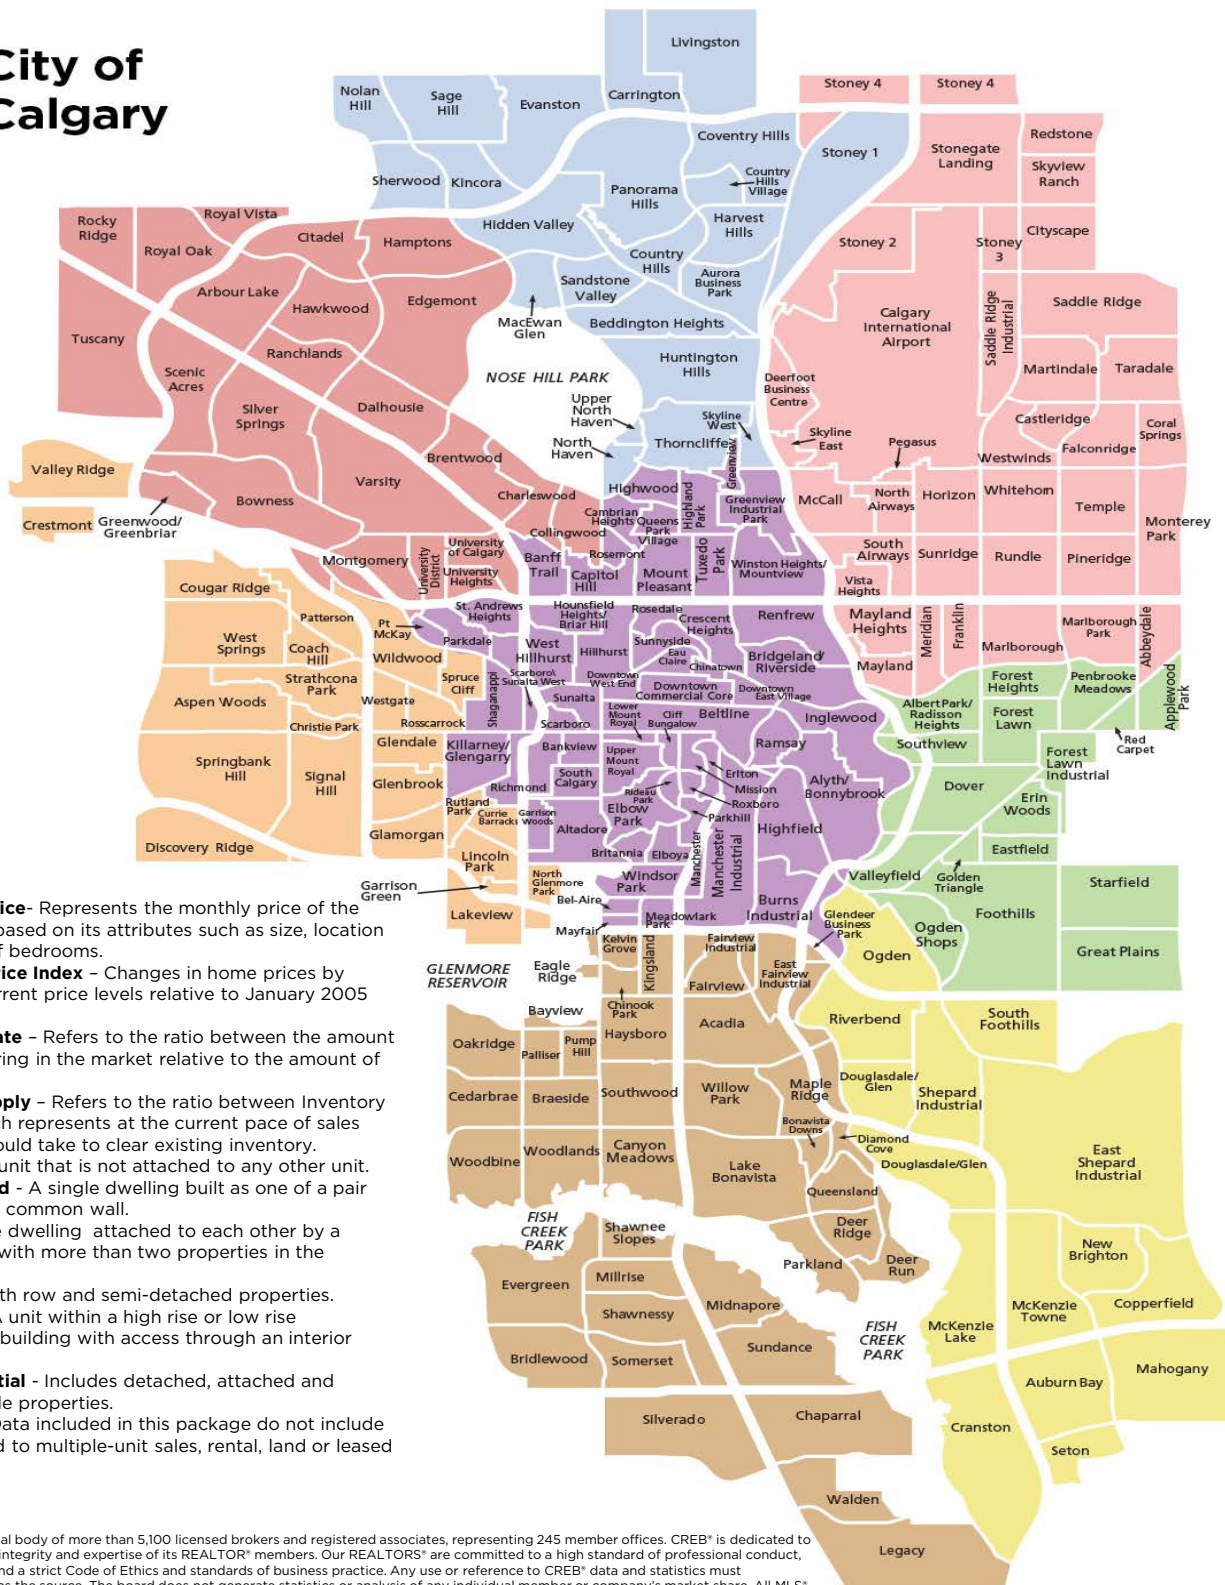 City of
Calgary
Livingston
Nolan
Hill
Sage
Hill
Evanston
Carrington
Stoney 4
Stoney 4
Coventry Hills
Stoney 1
Stonegate
Landing
Redstone
Skyview
Ranch
Sherwood
Kincora
Panorama
Hills
Country
Hills
Village
Rocky
Ridge
Royal Vista
Royal Oak
Citadel
Hamptons
Hidden Valley
Harvest
Hills
Stoney 2
Stoney
3
Cityscape
Country
Hills
Sandstone
Valley
Aurora
Business
Park
Arbour Lake
Hawkwood
Edgemont
MacEwan
Glen
Beddington Heights
Calgary
International
Airport
Saddle Ridge
Industrial
Saddle Ridge
Tuscany
Ranchlands
Scenic
Acres
Huntington
Hills
NOSE HILL PARK
Deerfoot
Business
Centre
Martindale
Taradale
Silver
Springs
Dalhousie
Upper
North
Haven
Skyline
West
Castleridge
Coral
Springs
North
Haven
Thorncliffe
Greenview
Skyline
East
Pegasus
Westwinds
Falconridge
Valley Ridge
Brentwood
Varsity
Bowness
Charleswood
Highwood
Highland
Park
Greenview
Industrial
Park
McCall
North
Airways
Horizon
Whitehorn
Temple
Monterey
Park
Crestmont
Greenwood/
Greenbriar
Cambrian
Heights
Queens
Park
Village
Collingwood
University
of Calgary
Montgomery
University
District
University
Heights
Banff
Trail
Rosemont
Capitol
Hill
Mount
Pleasant
Tuxedo
Park
Winston Heights/
Mountview
South
Airways
Sunridge
Rundle
Pineridge
Vista
Heights
Cougar Ridge
Patterson
Pt
McKay
St. Andrews
Heights
Hounsfield
Heights/
Briar Hill
Rosedale
Crescent
Heights
Renfrew
Mayland
Heights
Meridian
Franklin
Marlborough
Marlborough
Park
Abbeydale
West
Springs
Coach
Hill
Wildwood
Parkdale
West
Hillhurst
Hillhurst
Sunnyside
Eau
Claire
Chinatown
Bridgeland/
Riverside
Mayland
Strathcona
Park
Spruce
Cliff
Shaganappi
Scarboro\
Sunalta West
Downtown
West End
Downtown
Commercial Core
Downtown
East Village
Forest
Heights
Penbrooke
Meadows
Applewood
Park
Aspen Woods
Westgate
Sunalta
Christie Park
Rosscarrock
Scarboro
Lower
Mount
Royal
Cliff
Bungalow
Beltline
Inglewood
Albert Park/
Radisson
Heights
Forest
Lawn
Red
Carpet
Glendale
Killarney/
Glengarry
Bankview
Upper
Mount
Royal
Ramsay
Southview
Forest
Lawn
Industrial
Springbank
Hill
Signal
Hill
Glenbrook
Richmond
South
Calgary
Rideau
Park
Erlton
Mission
Roxboro
Alyth/
Bonnybrook
Dover
Erin
Woods
Rutland
Park
Currie
Barracks
Garrison
Woods
Elbow
Park
Parkhill
Discovery Ridge
Glamorgan
Altadore
Highfield
Lincoln
Park
Britannia
Elboya
Manchester
Manchester
Industrial
Eastfield
Garrison
Green
North
Glenmore
Park
Windsor
Park
Valleyfield
Golden
Triangle
Starfield
Lakeview
Bel-Aire
Mayfair
Meadowlark
Park
Burns
Industrial
Glendeer
Business
Park
Foothills
Ogden
Shops
Kelvin
Grove
Kingsland
Fairview
Industrial
Ogden
Great Plains
GLENMORE
RESERVOIR
Eagle
Ridge
East
Fairview
Industrial
Fairview
Chinook
Park
Bayview
Oakridge
Palliser
Pump
Hill
Haysboro
Acadia
Riverbend
South
Foothills
Cedarbrae
Braeside
Southwood
Willow
Park
Maple
Ridge
Douglasdale/
Glen
Shepard
Industrial
Bonavista
Downs
Diamond
Cove
Woodbine
Woodlands
Canyon
Meadows
Lake
Bonavista
Douglasdale/Glen
East
Shepard
Industrial
Queensland
FISH
CREEK
PARK
Shawnee
Slopes
Deer
Ridge
Parkland
Deer
Run
New
Brighton
Evergreen
Millrise
Shawnessy
Midnapore
McKenzie
Lake
McKenzie
Towne
Copperfield
FISH
CREEK
PARK
Bridlewood
Somerset
Sundance
Auburn Bay
Mahogany
Silverado
Chaparral
Cranston
Seton
Walden
Legacy
ice- Represents the monthly price of the
based on its attributes such as size, location
f bedrooms.
rice Index – Changes in home prices by
rrent price levels relative to January 2005
ate – Refers to the ratio between the amount
ring in the market relative to the amount of
pply – Refers to the ratio between Inventory
ch represents at the current pace of sales
ould take to clear existing inventory.
unit that is not attached to any other unit.
d - A single dwelling built as one of a pair
common wall.
e dwelling attached to each other by a
with more than two properties in the
th row and semi-detached properties.
A unit within a high rise or low rise
building with access through an interior
tial - Includes detached, attached and
le properties.
Data included in this package do not include
d to multiple-unit sales, rental, land or leased
al body of more than 5,100 licensed brokers and registered associates, representing 245 member offices. CREB® is dedicated to
integrity and expertise of its REALTOR® members. Our REALTORS® are committed to a high standard of professional conduct,
nd a strict Code of Ethics and standards of business practice. Any use or reference to CREB® data and statistics must
es the source. The board does not generate statistics or analysis of any individual member or company's market share. All MLS®